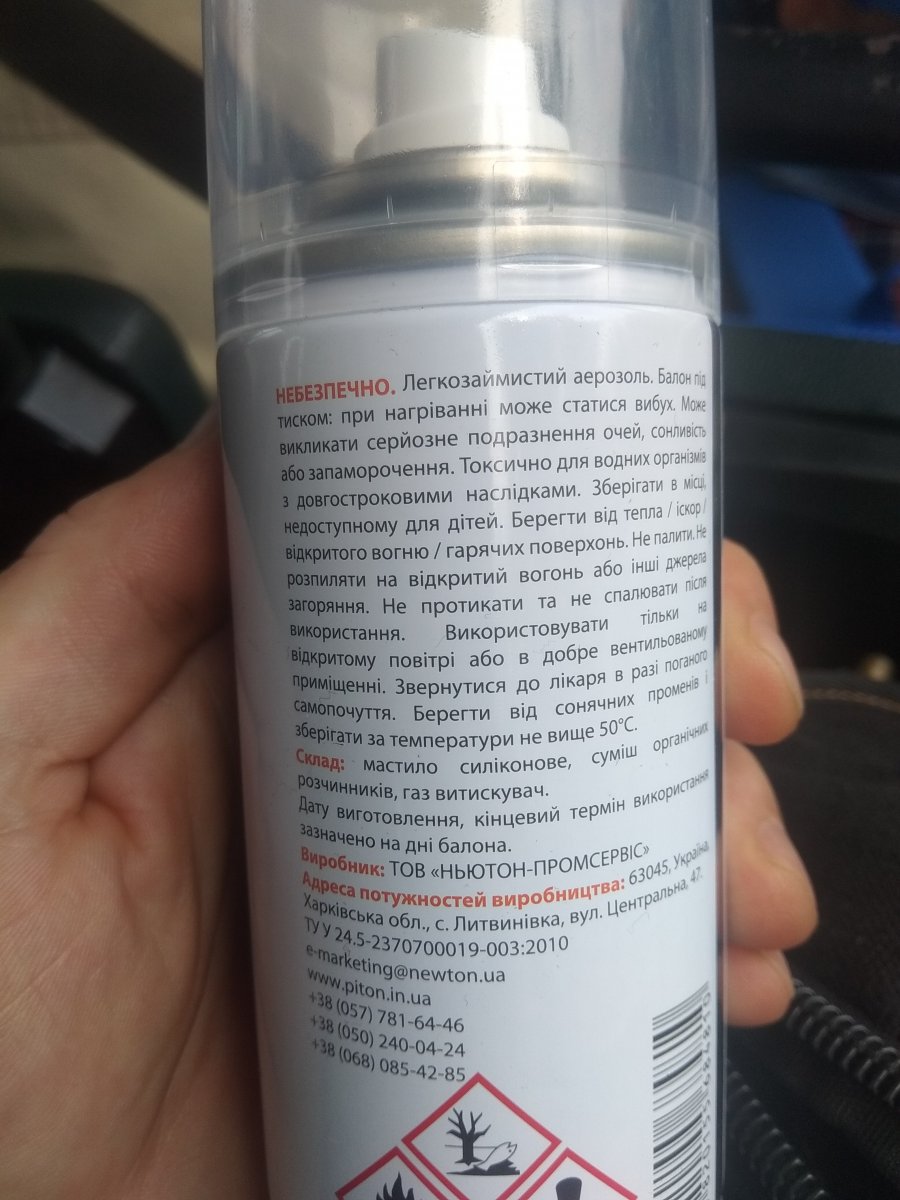 НЕБЕЗПЕЧНО. Легкозаймистий аерозоль. Балон під
тиском: при нагріванні може статися вибух. Може
викликати серйозне подразнення очей, сонливість
або запаморочення. Токсично для водних організмів
з довгостроковими наслідками. Зберігати в місці,
недоступному для дітей. Берегти від тепла / іскор /
відкритого вогню / гарячих поверхонь. Не палити. Не
розпиляти на відкритий вогонь або інші джерела
загоряння. Не протикати та не спалювати після
використання. Використовувати тільки на
відкритому повітрі або в добре вентильованому
приміщенні. Звернутися до лікаря в разі поганого
самопочуття. Берегти від сонячних променів і
зберігати за температури не вище 50°С.
Склад: мастило силіконове, суміш органічних
розчинників, газ витискувач.
Дату виготовлення, кінцевий термін використання
зазначено на дні балона.
Виробник: ТОВ «НЬЮТОН-ПРОМСЕРВІС»
Адреса потужностей виробництва: 63045, Україна,
Харківська обл., с. Литвинівка, вул. Центральна, 47.
ТУ У 24.5-2370700019-003:2010
e-marketing@newton.ua
www.piton.in.ua
+38 (057) 781-64-46
+38 (050) 240-04-24
+38 (068) 085-42-85